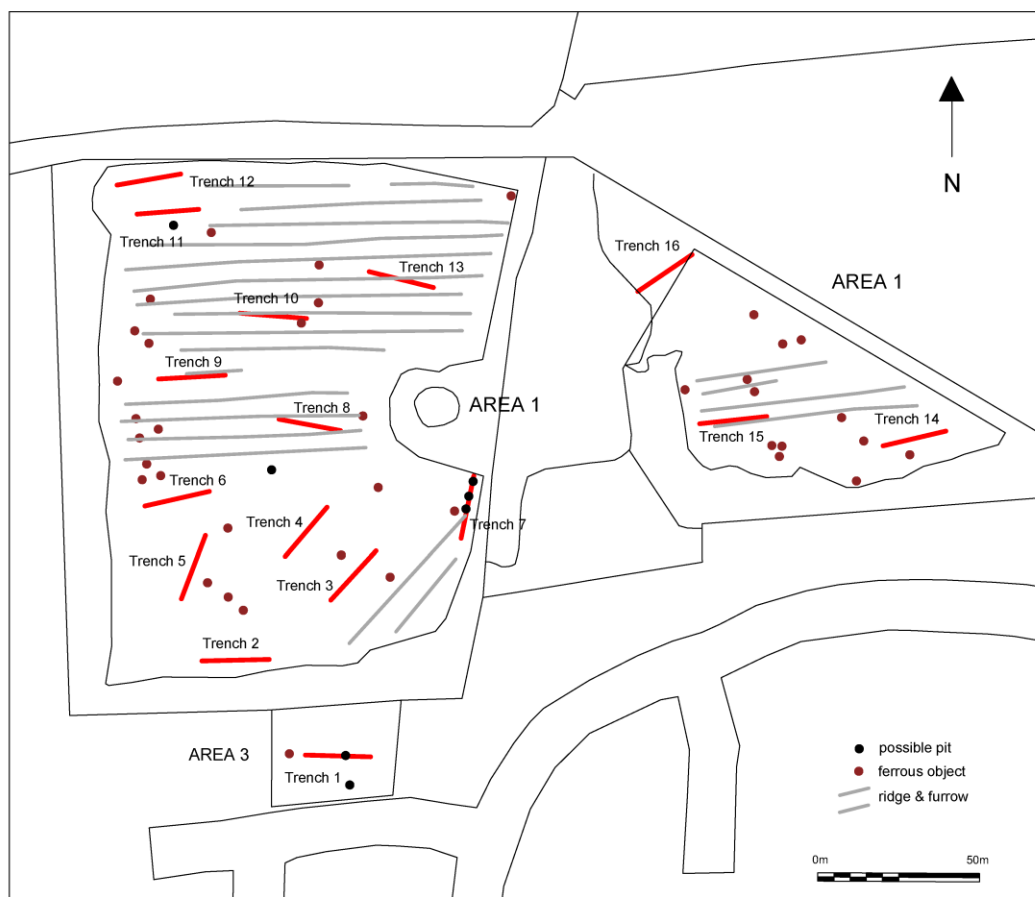 Trench 12
Trench 11
Trench 13
Trench 16
N
AREA 1
Trench 10
Trench 9
Trench 8
AREA 1
Trench 14
Trench 15
Trench 6
Trench 4
Trench 7
Trench 5
Trench 3
Trench 2
AREA 3
Trench 1
possible pit
ferrous object
ridge & furrow
0m 50m